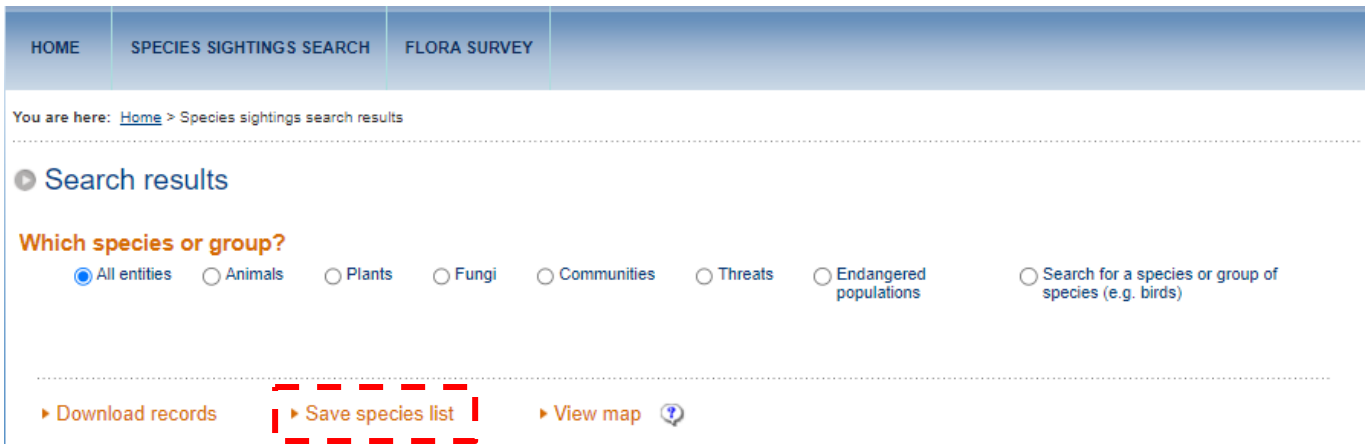 HOME SPECIES SIGHTINGS SEARCH FLORA SURVEY
You are here: Home > Species sightings search results
Search results
Which species or group?
All entities Animals Plants Fungi Communities Threats Endangered populations Search for a species or group of species (e.g. birds)
Download records Save species list View map ?